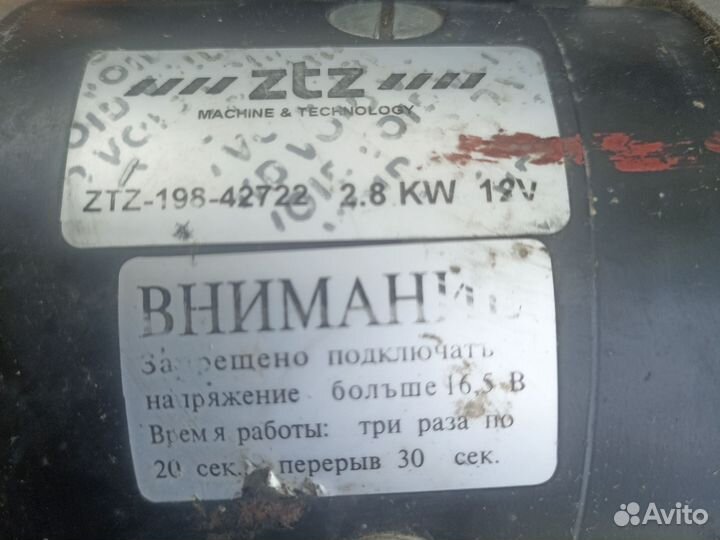 ztz
MACHINE & TECHNOLOGY
ZTZ-198-42722 2.8 KW 12V
ВНИМАНИЕ
Запрещено подключать
напряжение больше 16,5 В
Время работы: три раза по
20 сек. перерыв 30 сек.
Avito